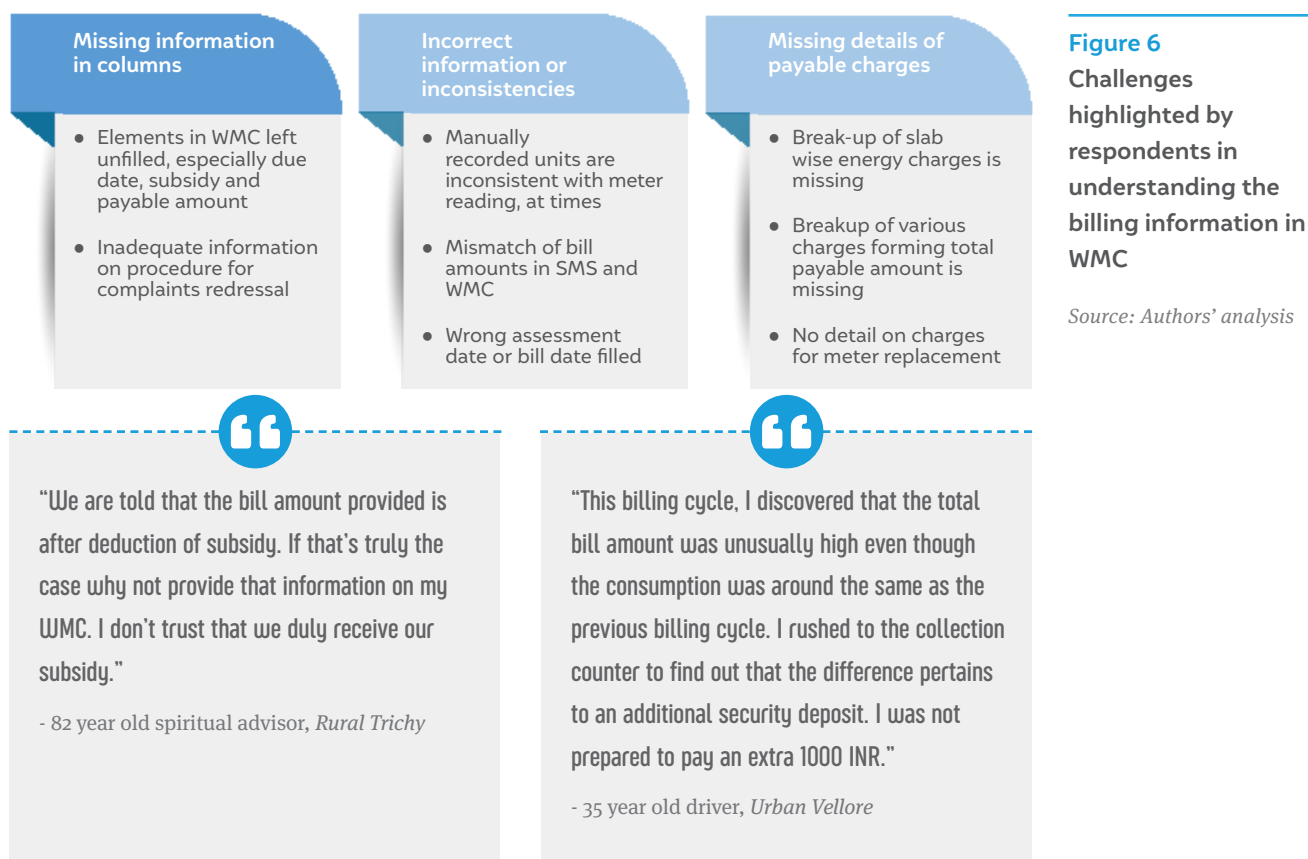 Missing information
in columns
● Elements in WMC left
unfilled, especially due
date, subsidy and
payable amount
● Inadequate information
on procedure for
complaints redressal
Incorrect
information or
inconsistencies
● Manually
recorded units are
inconsistent with meter
reading, at times
● Mismatch of bill
amounts in SMS and
WMC
● Wrong assessment
date or bill date filled
Missing details of
payable charges
● Break-up of slab
wise energy charges is
missing
● Breakup of various
charges forming total
payable amount is
missing
● No detail on charges
for meter replacement
Figure 6
Challenges
highlighted by
respondents in
understanding the
billing information in
WMC
Source: Authors’ analysis
“We are told that the bill amount provided is
after deduction of subsidy. If that’s truly the
case why not provide that information on my
WMC. I don’t trust that we duly receive our
subsidy.”
- 82 year old spiritual advisor, Rural Trichy
“This billing cycle, I discovered that the total
bill amount was unusually high even though
the consumption was around the same as the
previous billing cycle. I rushed to the collection
counter to find out that the difference pertains
to an additional security deposit. I was not
prepared to pay an extra 1000 INR.”
- 35 year old driver, Urban Vellore